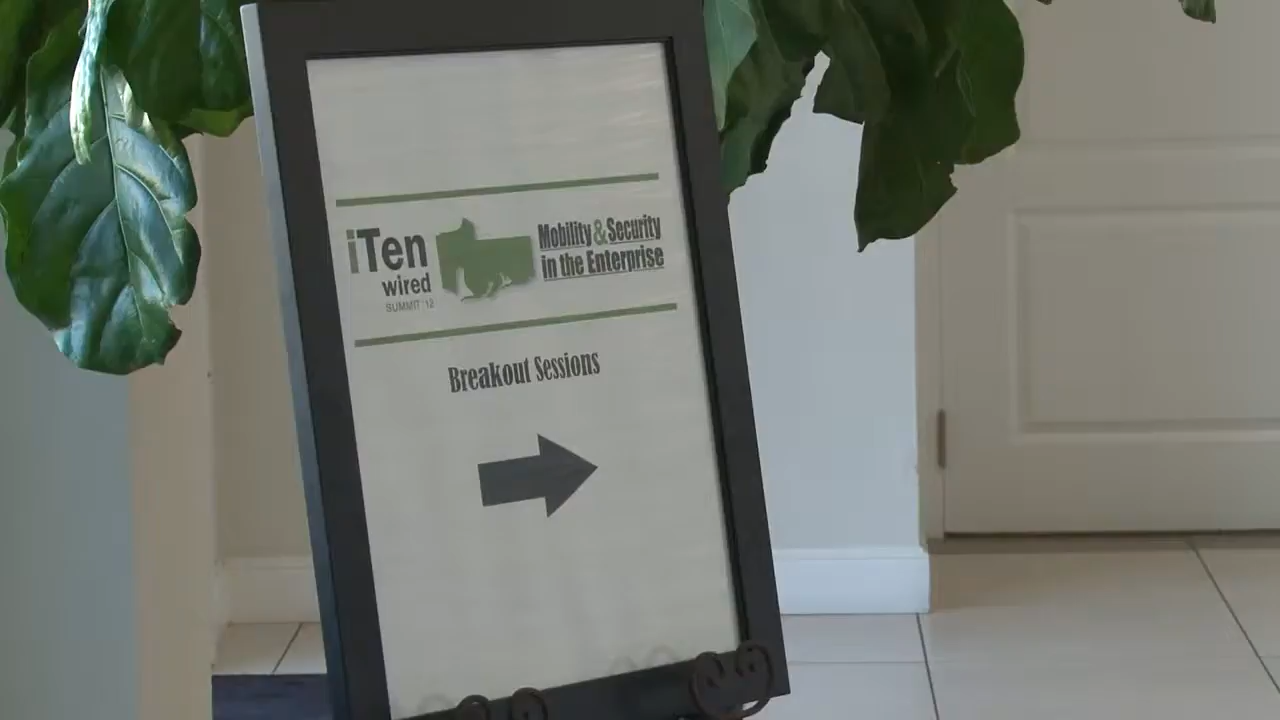 iTen
wired
SUMMIT '12
Mobility&Security
in the Enterprise
Breakout Sessions